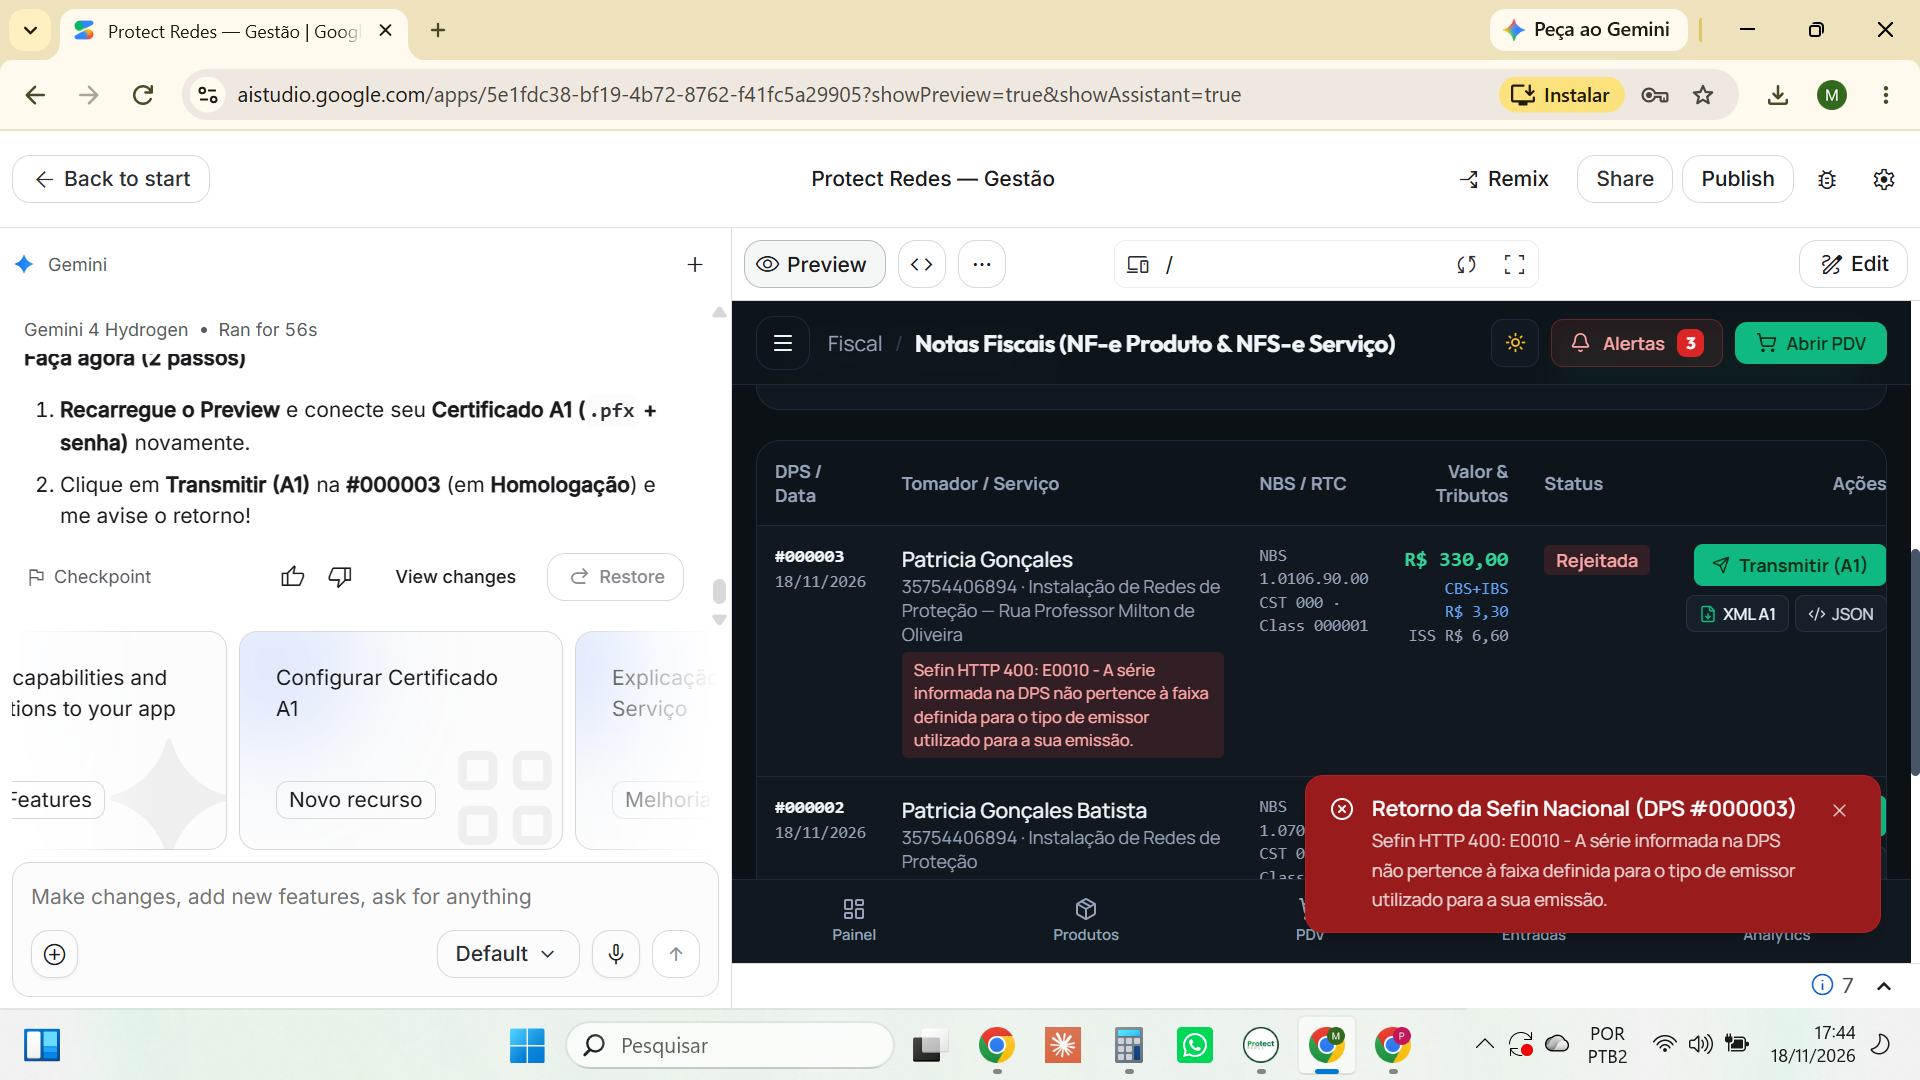 Protect Redes — Gestão | Goog
Peça ao Gemini
aistudio.google.com/apps/5e1fdc38-bf19-4b72-8762-f41fc5a29905?showPreview=true&showAssistant=true
Instalar
M
Back to start
Protect Redes — Gestão
Remix
Share
Publish
Gemini
Preview
/
Edit
Gemini 4 Hydrogen • Ran for 56s
Faça agora (2 passos)
1. Recarregue o Preview e conecte seu Certificado A1 (.pfx +
senha) novamente.
2. Clique em Transmitir (A1) na #000003 (em Homologação) e
me avise o retorno!
Checkpoint
View changes
Restore
capabilities and
tions to your app
Features
Configurar Certificado
A1
Novo recurso
Explicação
Serviço
Melhoria
Make changes, add new features, ask for anything
Default
Fiscal / Notas Fiscais (NF-e Produto & NFS-e Serviço)
Alertas 3
Abrir PDV
DPS /
Data
Tomador / Serviço
NBS / RTC
Valor &
Tributos
Status
Ações
#000003
18/11/2026
Patricia Gonçales
35754406894 · Instalação de Redes de
Proteção — Rua Professor Milton de
Oliveira
Sefin HTTP 400: E0010 - A série
informada na DPS não pertence à faixa
definida para o tipo de emissor
utilizado para a sua emissão.
NBS
1.0106.90.00
CST 000 ·
Class 000001
R$ 330,00
CBS+IBS
R$ 3,30
ISS R$ 6,60
Rejeitada
Transmitir (A1)
XML A1
</> JSON
#000002
18/11/2026
Patricia Gonçales Batista
35754406894 · Instalação de Redes de
Proteção
NBS
1.070
CST 0
Class
Retorno da Sefin Nacional (DPS #000003)
Sefin HTTP 400: E0010 - A série informada na DPS
não pertence à faixa definida para o tipo de emissor
utilizado para a sua emissão.
Painel
Produtos
PDV
Entradas
Analytics
7
Pesquisar
Protect
M
P
POR
PTB2
17:44
18/11/2026